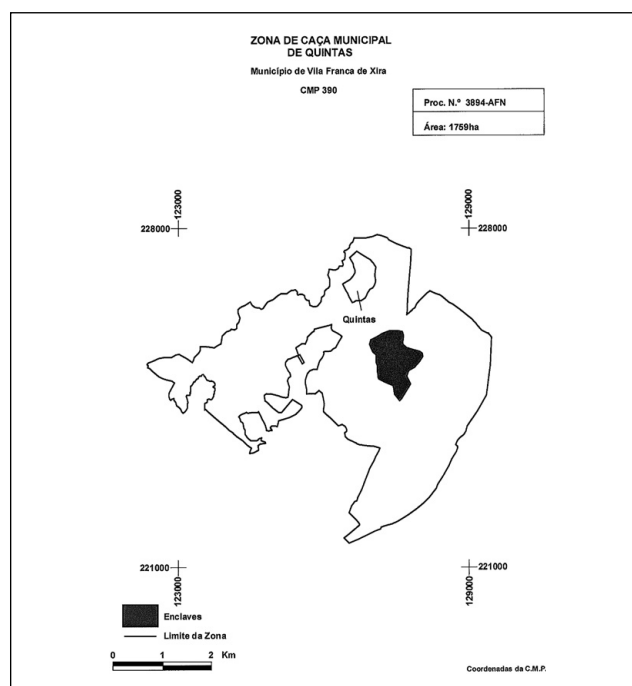 ZONA DE CAÇA MUNICIPAL
DE QUINTAS
Município de Vila Franca de Xira
CMP 390
Proc. N.º 3894-AFN
Área: 1759ha
123000
129000
228000
228000
Quintas
221000
221000
123000
129000
Enclaves
Limite da Zona
0 1 2 Km
Coordenadas da C.M.P.